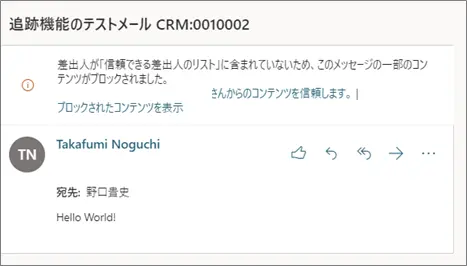 追跡機能のテストメール CRM:0010002
差出人が「信頼できる差出人のリスト」に含まれていないため、このメッセージの一部のコン
テンツがブロックされました。
さんからのコンテンツを信頼します。 |
ブロックされたコンテンツを表示
TN
Takafumi Noguchi
宛先: 野口貴史
Hello World!